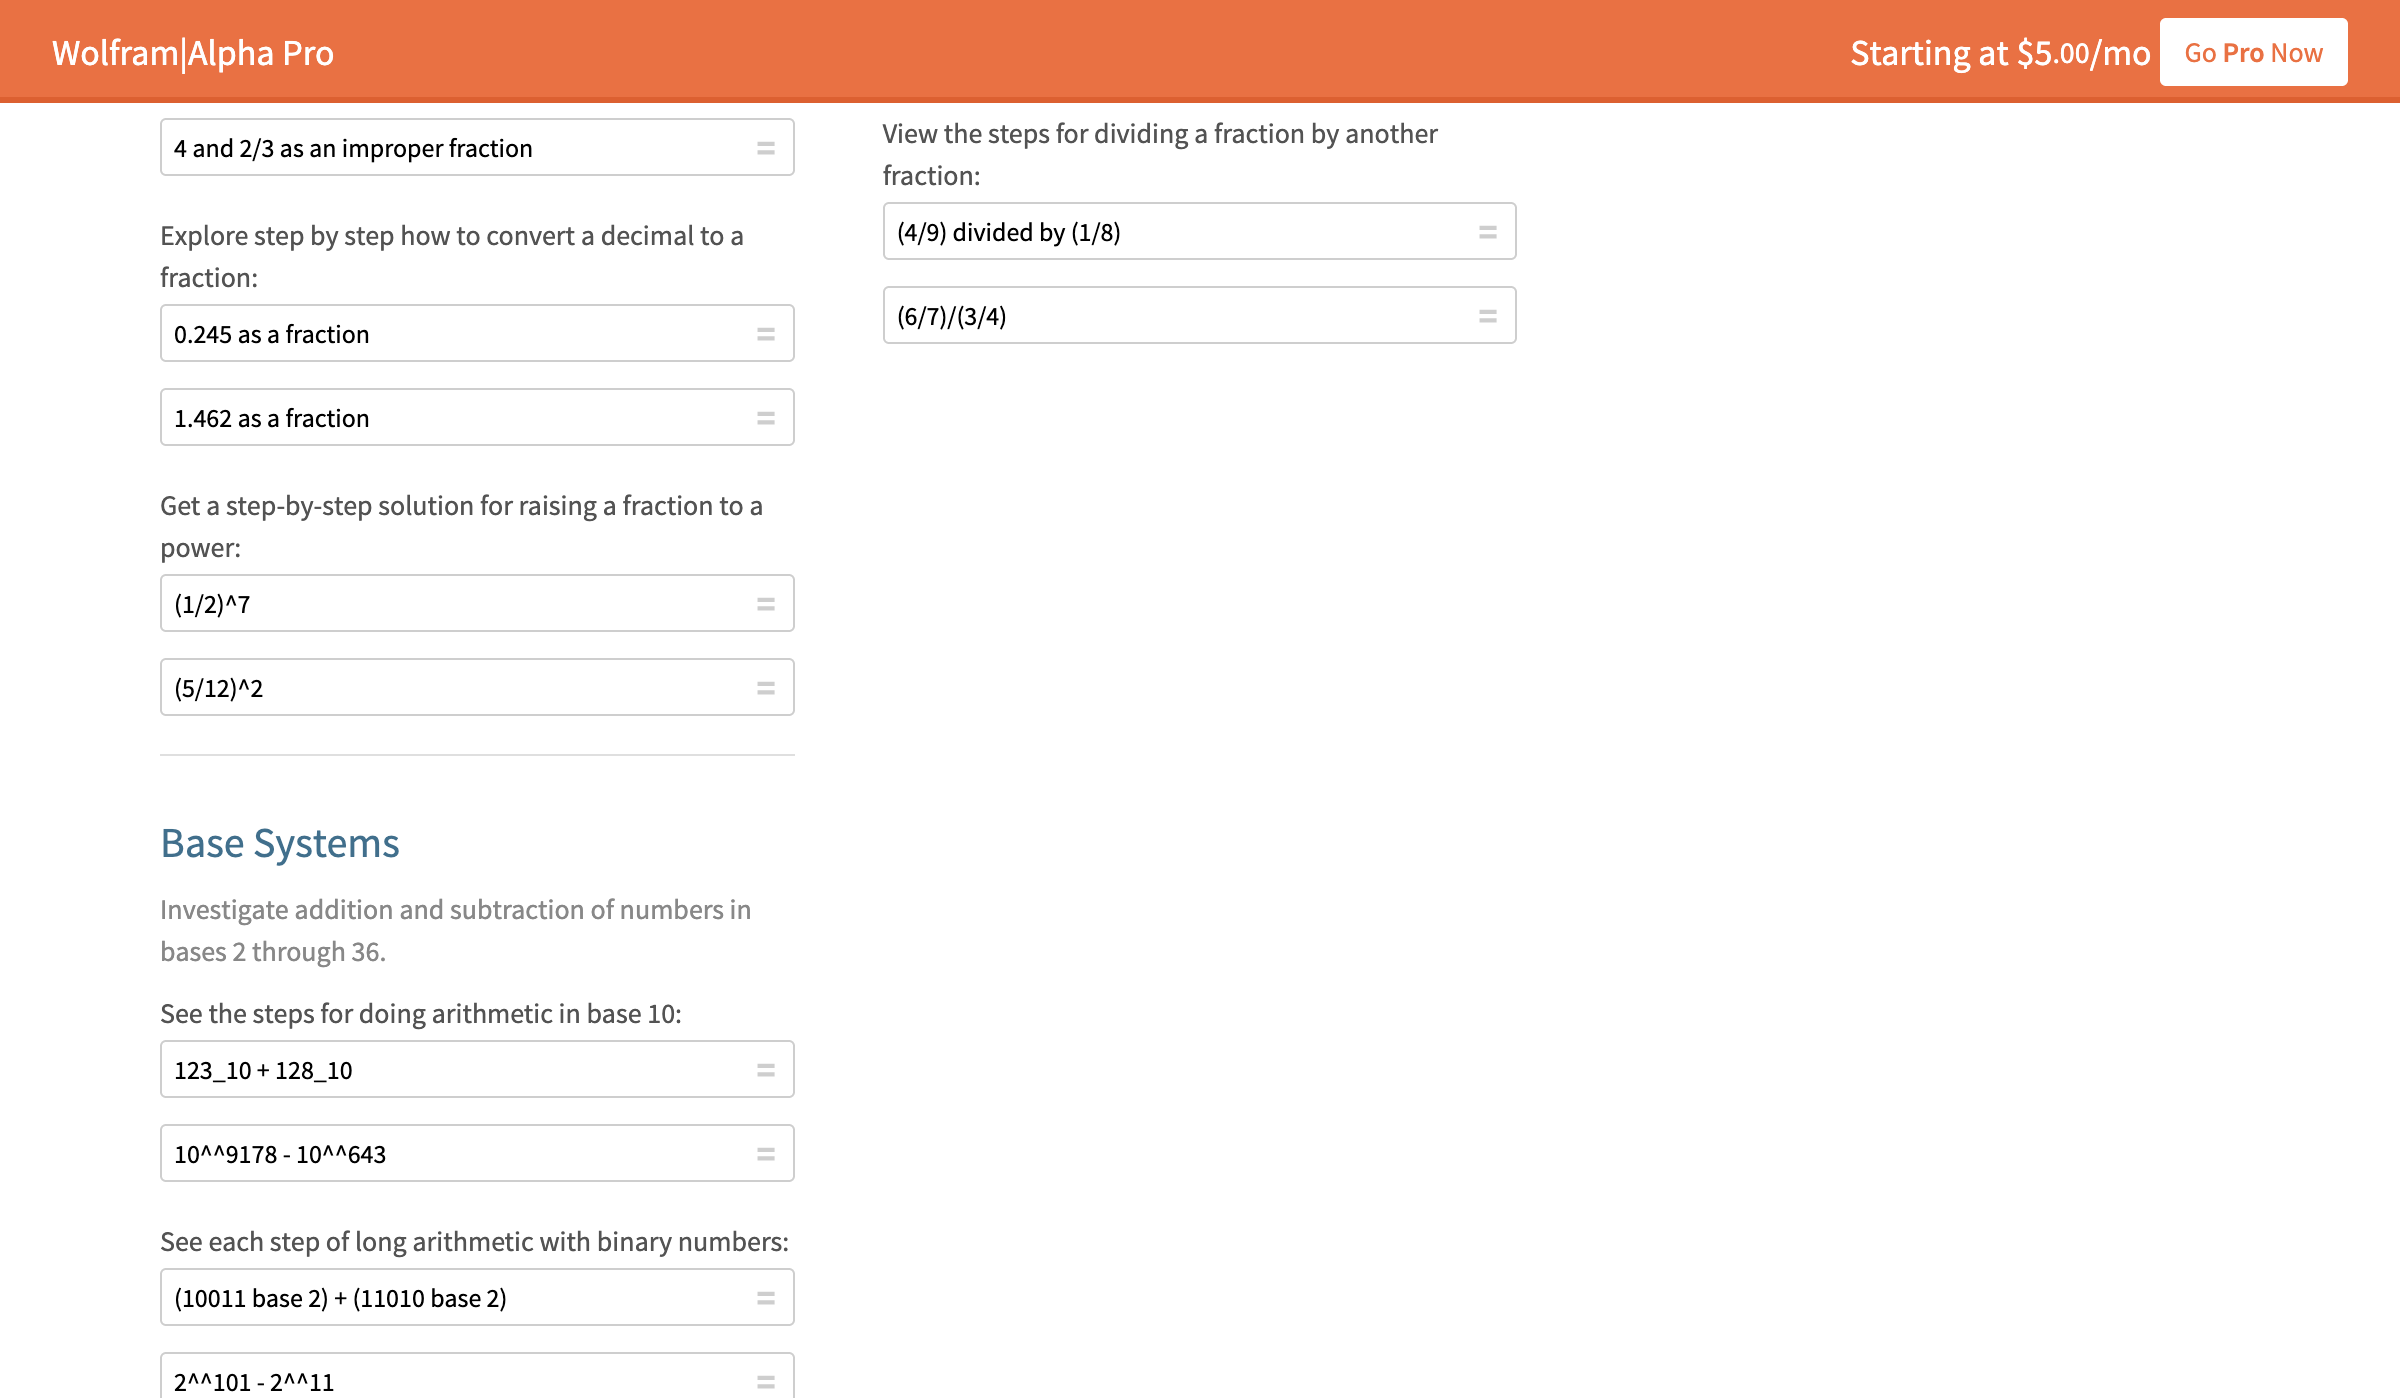 Wolfram|Alpha Pro
Starting at $5.00/mo
Go Pro Now
4 and 2/3 as an improper fraction
Explore step by step how to convert a decimal to a
fraction:
0.245 as a fraction
1.462 as a fraction
Get a step-by-step solution for raising a fraction to a
power:
(1/2)^7
(5/12)^2
View the steps for dividing a fraction by another
fraction:
(4/9) divided by (1/8)
(6/7)/(3/4)
Base Systems
Investigate addition and subtraction of numbers in
bases 2 through 36.
See the steps for doing arithmetic in base 10:
123_10 + 128_10
10^^9178 - 10^^643
See each step of long arithmetic with binary numbers:
(10011 base 2) + (11010 base 2)
2^^101 - 2^^11